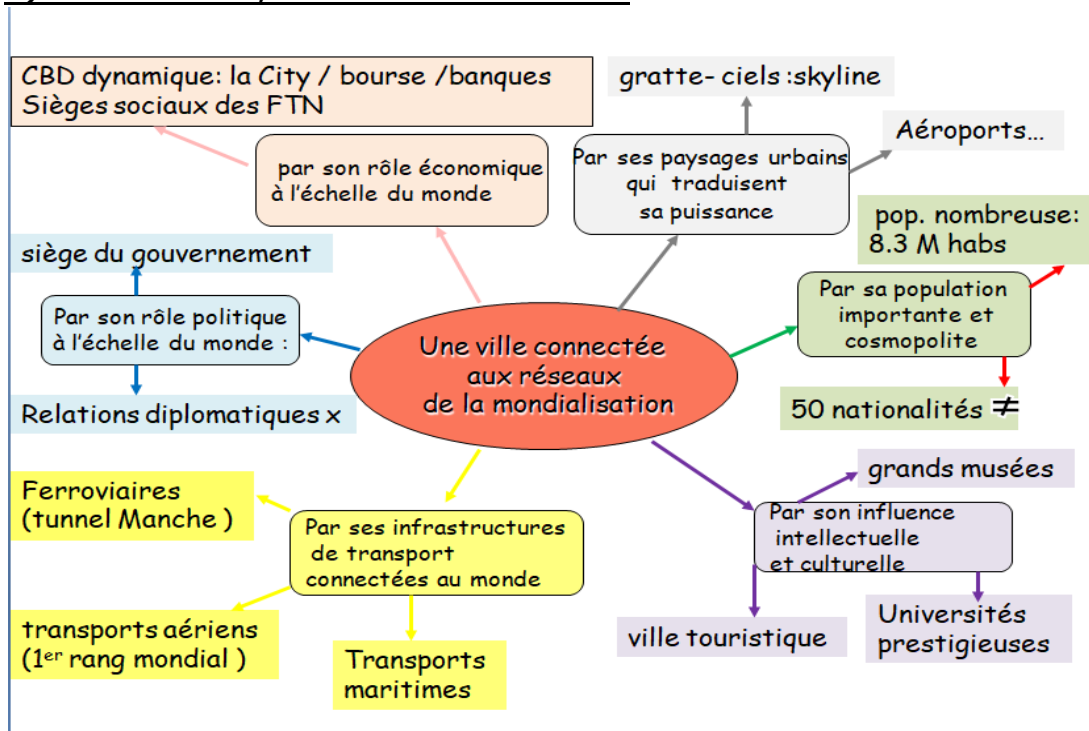 CBD dynamique: la City / bourse /banques
Sièges sociaux des FTN
gratte- ciels :skyline
Aéroports...
par son rôle économique
à l'échelle du monde
Par ses paysages urbains
qui traduisent
sa puissance
pop. nombreuse:
8.3 M habs
siège du gouvernement
Par son rôle politique
à l'échelle du monde :
Par sa population
importante et
cosmopolite
Une ville connectée
aux réseaux
de la mondialisation
Relations diplomatiques x
50 nationalités ≠
grands musées
Ferroviaires
(tunnel Manche )
Par ses infrastructures
de transport
connectées au monde
Par son influence
intellectuelle
et culturelle
transports aériens
(1er rang mondial )
Transports
maritimes
ville touristique
Universités
prestigieuses